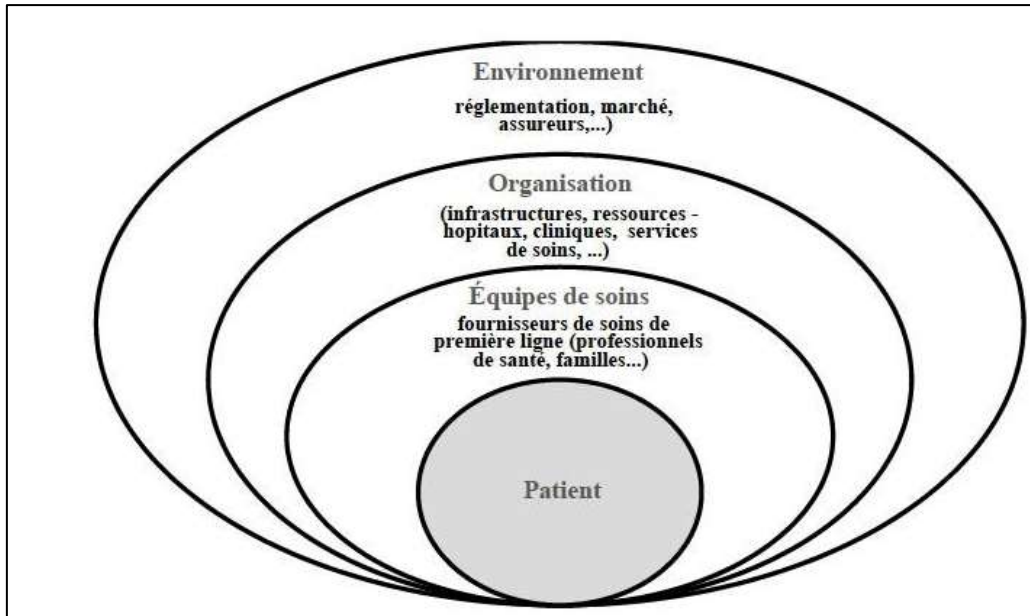 Environnement
réglementation, marché,
assureurs,...)
Organisation
(infrastructures, ressources -
hopitaux, cliniques, services
de soins, ...)
Équipes de soins
fournisseurs de soins de
première ligne (professionnels
de santé, familles...)
Patient